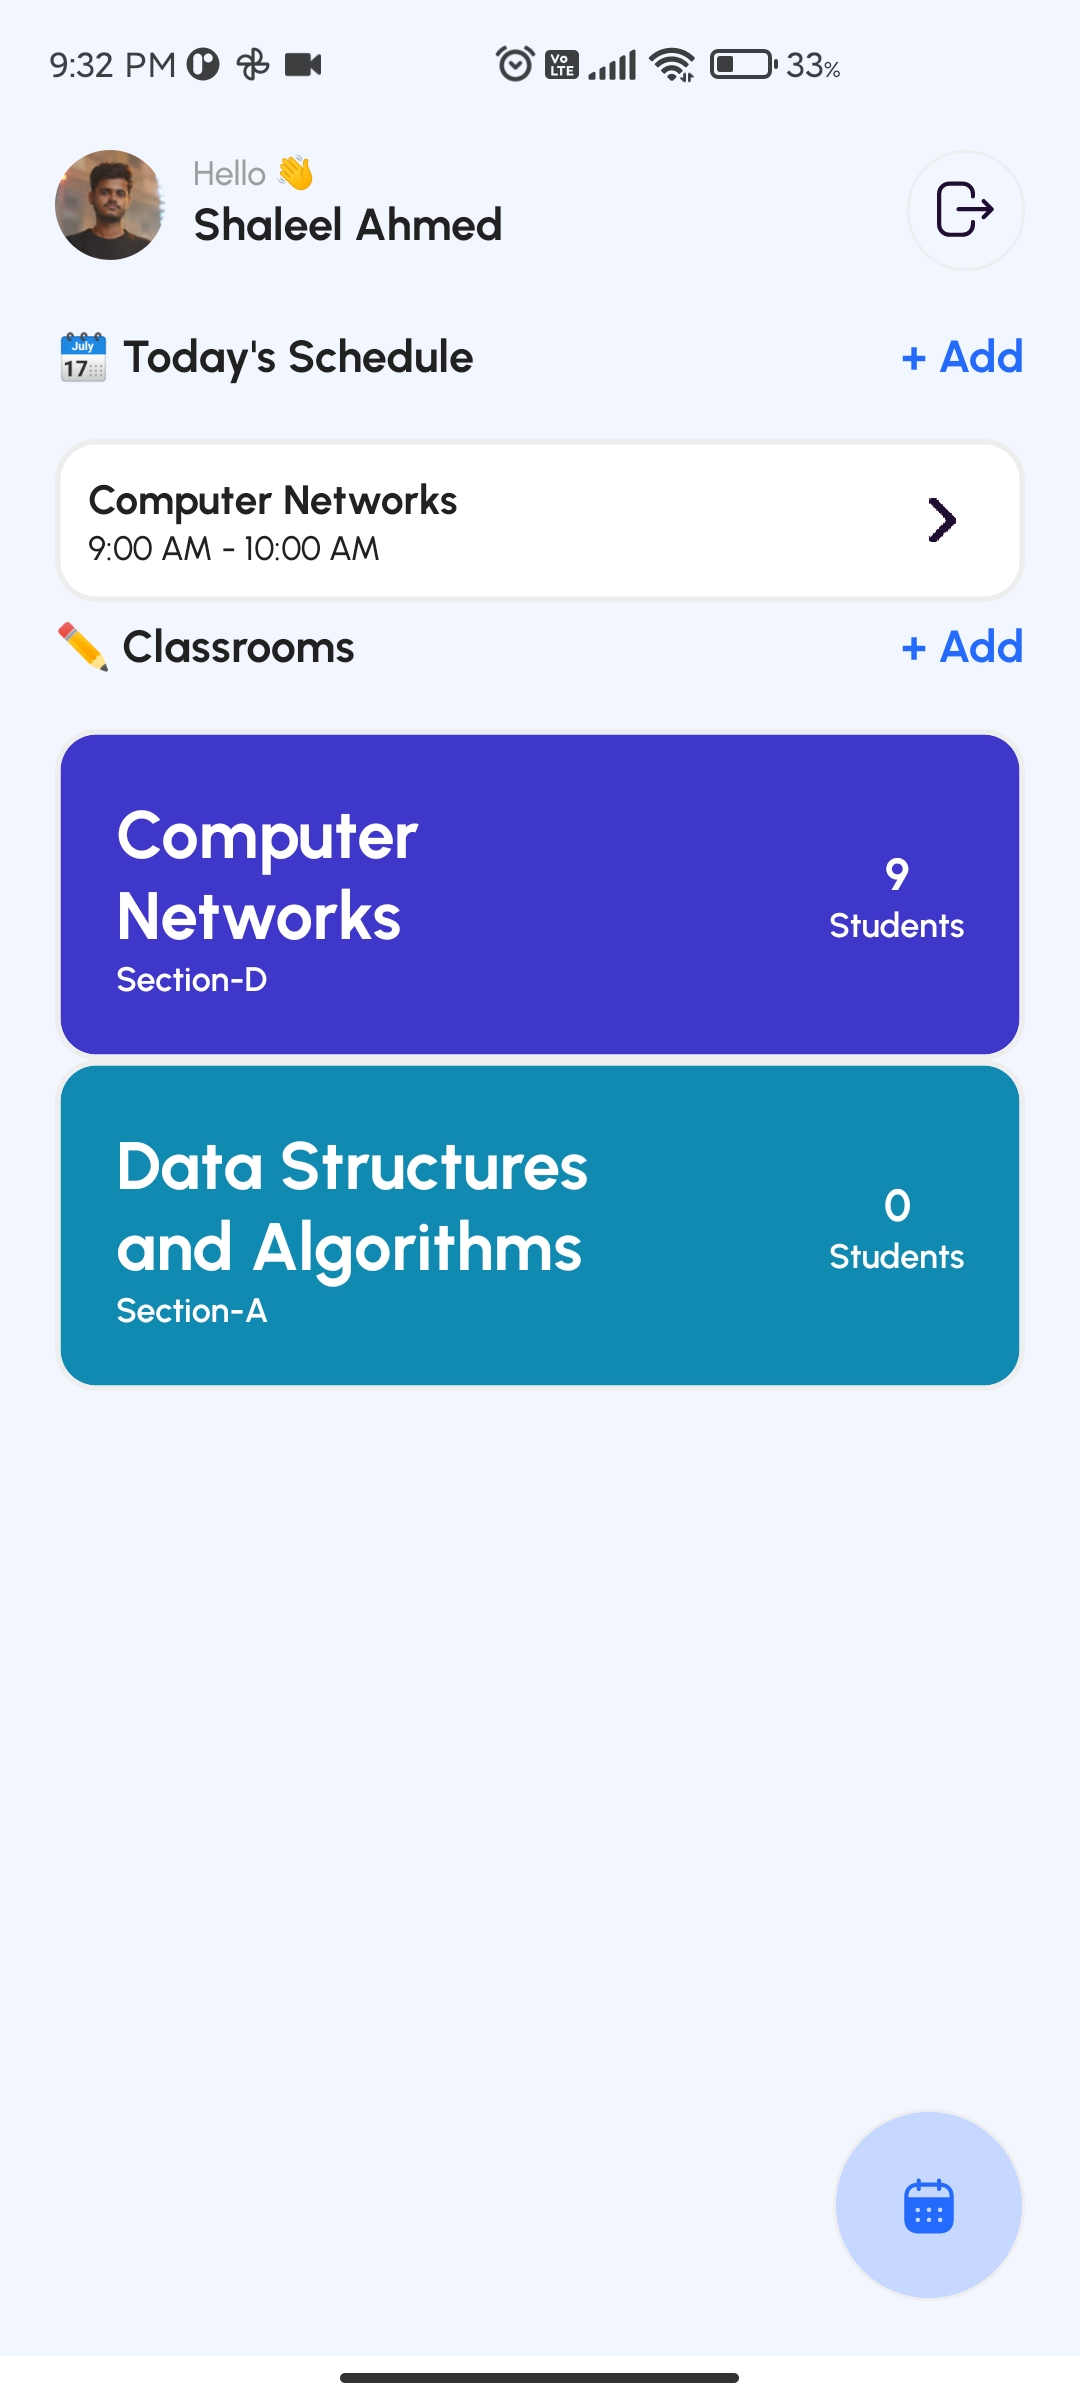 9:32 PM
Vo LTE
33%
Hello 👋
Shaleel Ahmed
July 17
Today's Schedule
+ Add
Computer Networks
9:00 AM - 10:00 AM
✏️ Classrooms
+ Add
Computer
Networks
Section-D
9
Students
Data Structures
and Algorithms
Section-A
0
Students